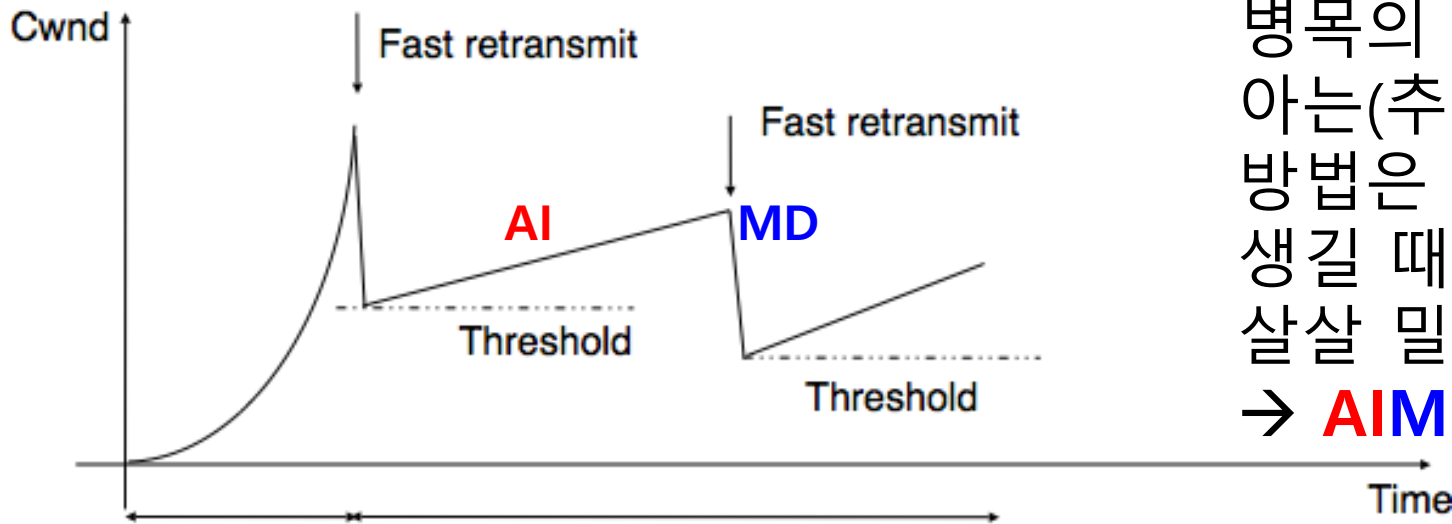 Cwnd
Fast retransmit
Fast retransmit
AI
MD
Threshold
Threshold
Time
병목의
아는(추
방법은
생길 때
살살 밀
→ AIM